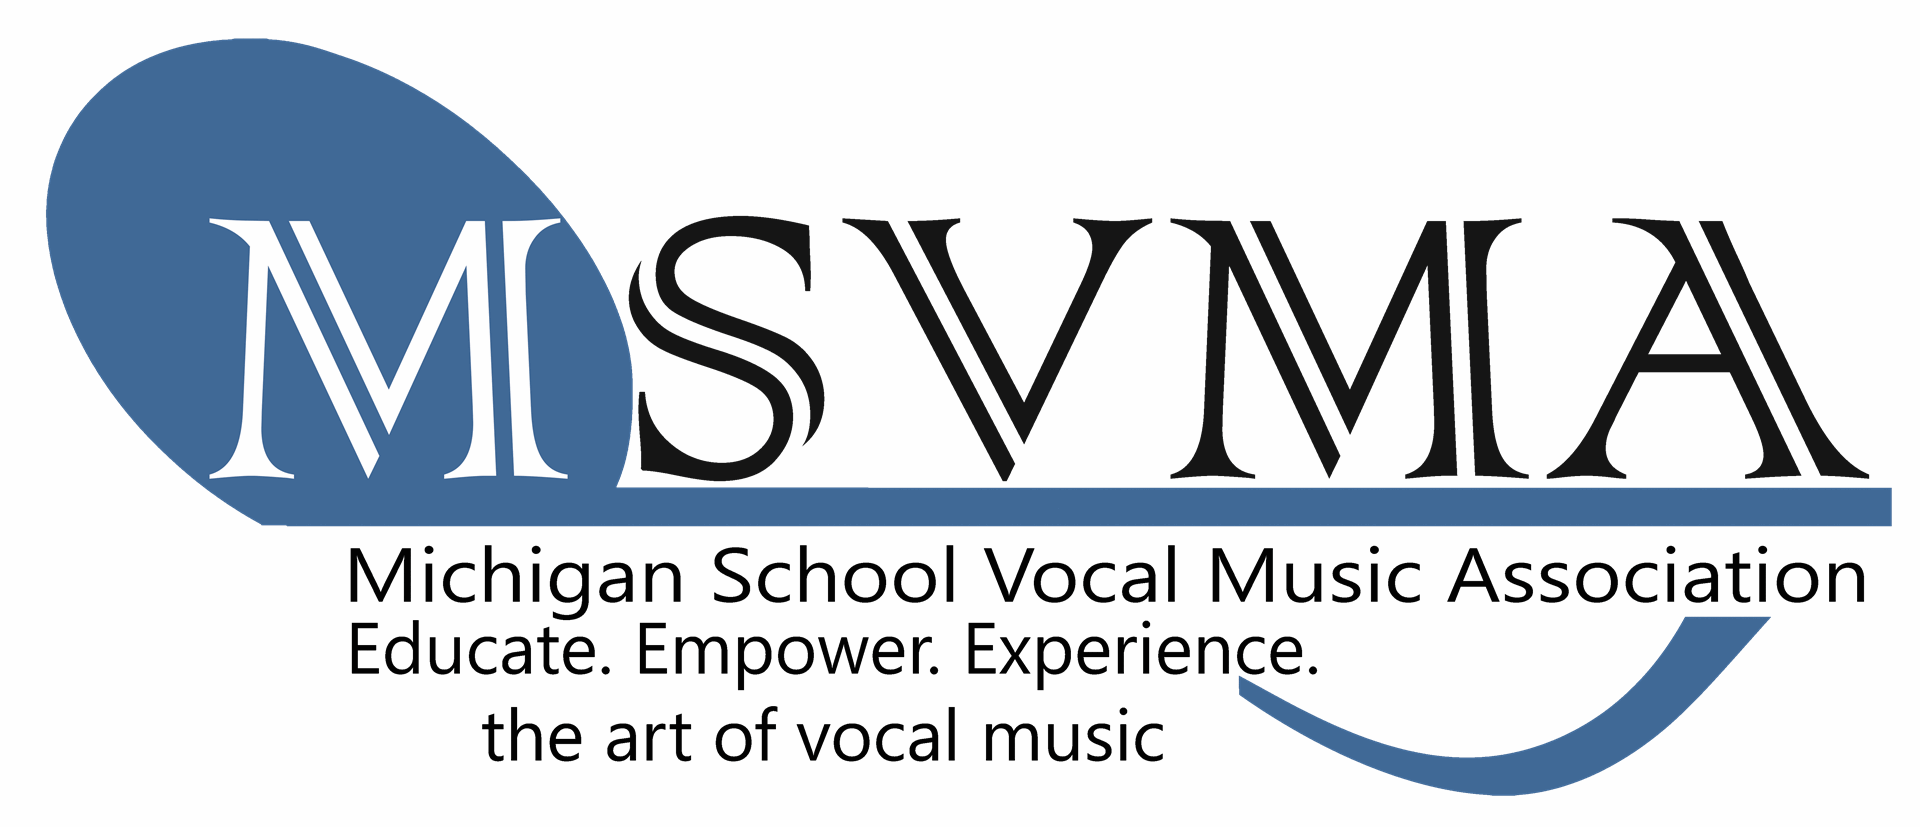 MSVMA
Michigan School Vocal Music Association
Educate. Empower. Experience.
the art of vocal music